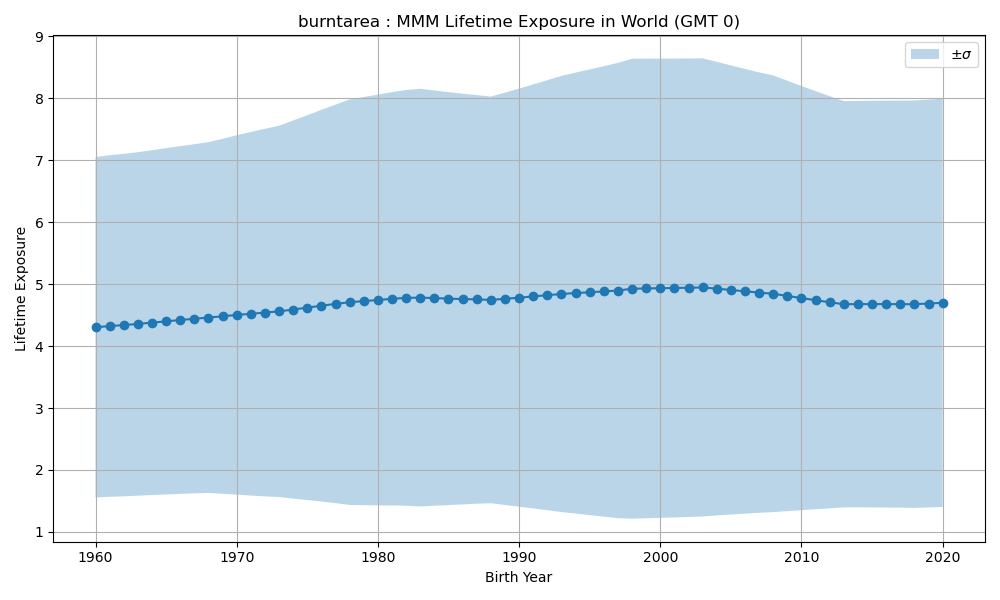 burntarea : MMM Lifetime Exposure in World (GMT 0)
9
8
7
6
5
4
3
2
1
Lifetime Exposure
±σ
1960 1970 1980 1990 2000 2010 2020
Birth Year